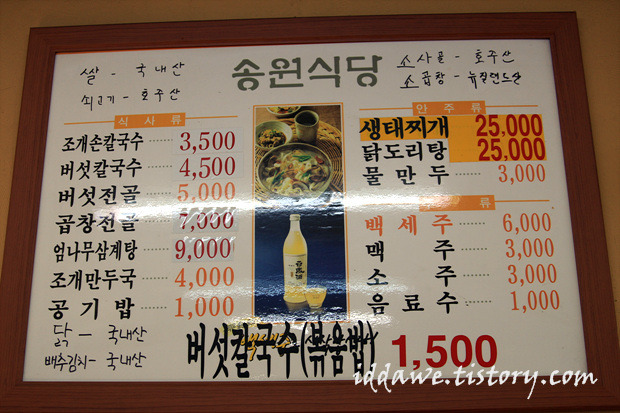 송원식당
쌀 - 국내산
쇠고기 - 호주산
소사골 - 호주산
소곱창 - 뉴질랜드산
식사류
조개손칼국수 3,500
버섯칼국수 4,500
버섯전골 5,000
곱창전골 7,000
엄나무삼계탕 9,000
조개만두국 4,000
공기밥 1,000
닭 - 국내산
배추김치 - 국내산
안주류
생태찌개 25,000
닭도리탕 25,000
물만두 3,000
주류
백세주 6,000
맥주 3,000
소주 3,000
음료수 1,000
버섯칼국수(볶음밥) 1,500
iddawe.tistory.com